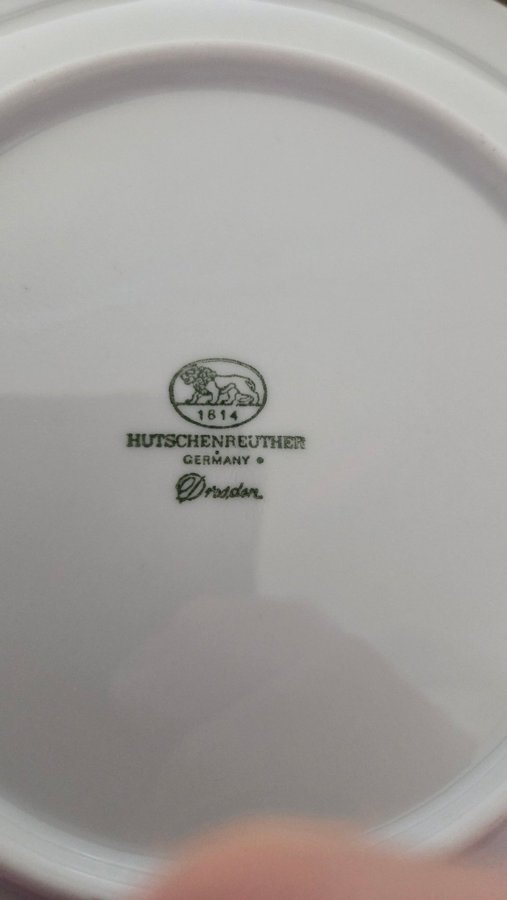 1814
HUTSCHENREUTHER
GERMANY
Dresden